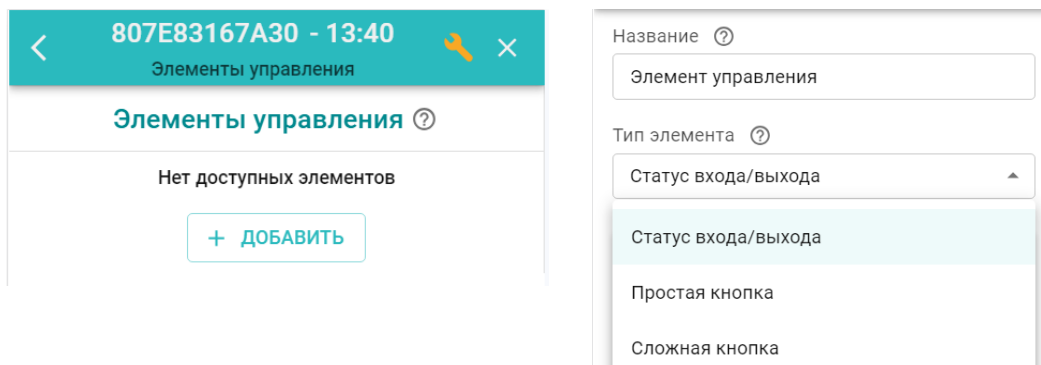 807E83167A30 - 13:40
Элементы управления
Элементы управления
Нет доступных элементов
+ ДОБАВИТЬ
Название
Элемент управления
Тип элемента
Статус входа/выхода
Статус входа/выхода
Простая кнопка
Сложная кнопка